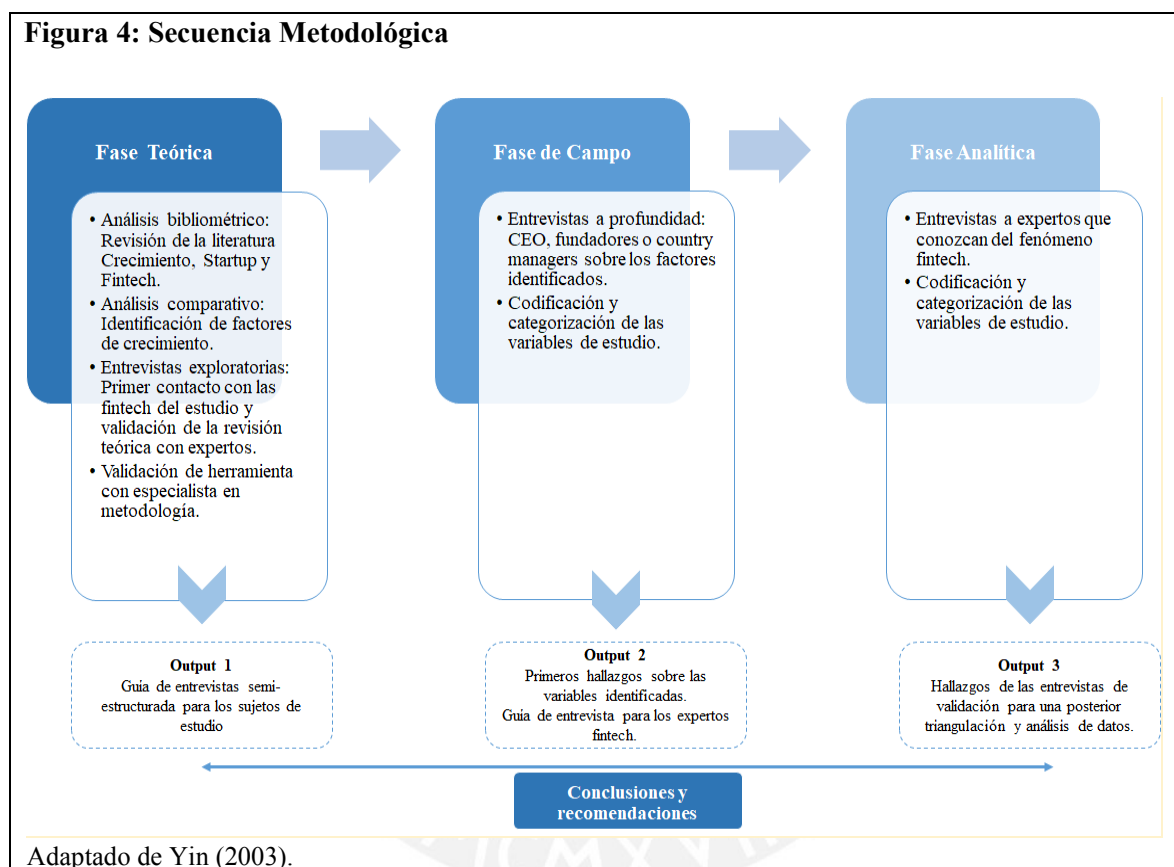 Figura 4: Secuencia Metodológica
Fase Teórica
• Análisis bibliométrico:
Revisión de la literatura
Crecimiento, Startup y
Fintech.
• Análisis comparativo:
Identificación de factores
de crecimiento.
• Entrevistas exploratorias:
Primer contacto con las
fintech del estudio y
validación de la revisión
teórica con expertos.
• Validación de herramienta
con especialista en
metodología.
Output 1
Guía de entrevistas semi-
estructurada para los sujetos de
estudio
Fase de Campo
• Entrevistas a profundidad:
CEO, fundadores o country
managers sobre los factores
identificados.
• Codificación y
categorización de las
variables de estudio.
Output 2
Primeros hallazgos sobre las
variables identificadas.
Guía de entrevista para los expertos
fintech.
Fase Analítica
• Entrevistas a expertos que
conozcan del fenómeno
fintech.
• Codificación y
categorización de las
variables de estudio.
Output 3
Hallazgos de las entrevistas de
validación para una posterior
triangulación y análisis de datos.
Conclusiones y
recomendaciones
Adaptado de Yin (2003).